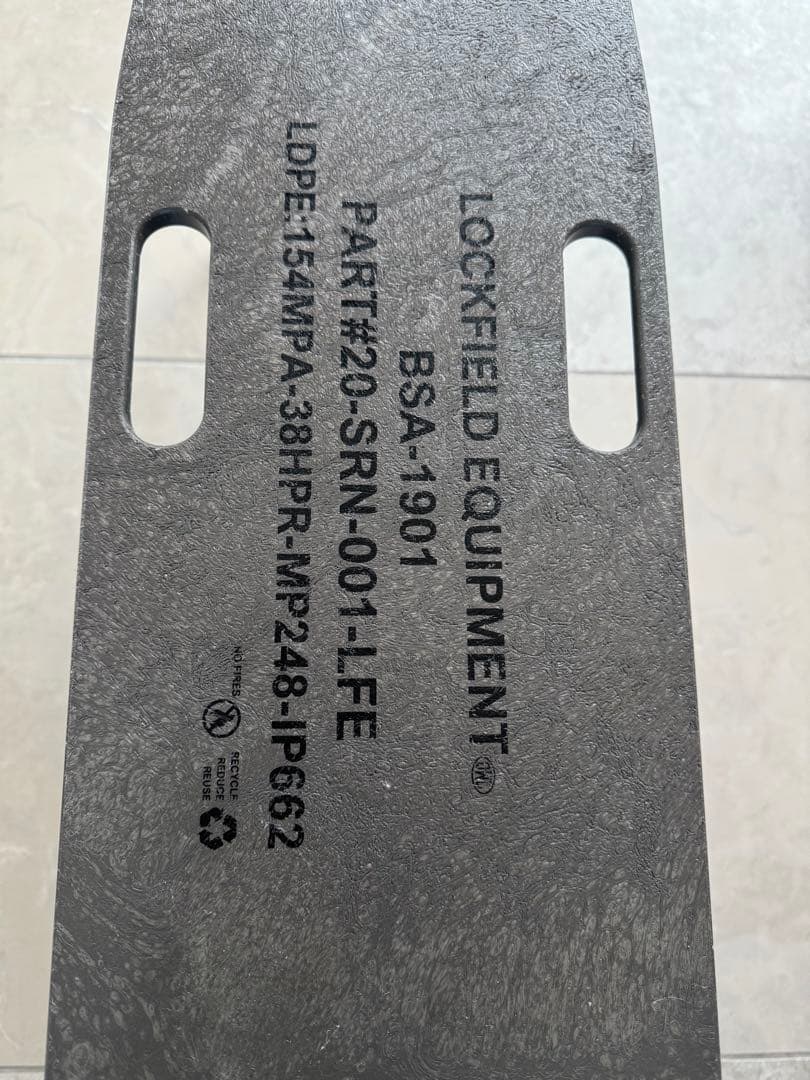 LOCKFIELD EQUIPMENT
BSA-1901
PART#20-SRN-001-LFE
LDPE:154MPA-38HPR-MP248-IP662
NO FIRES
RECYCLE
REDUCE
REUSE